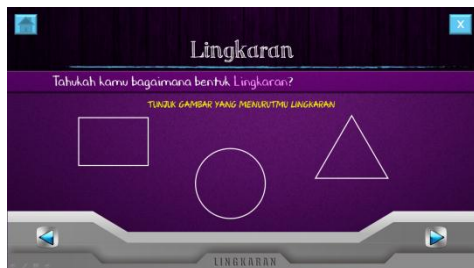 X
Lingkaran
Tahukah kamu bagaimana bentuk Lingkaran?
TUNJUK GAMBAR YANG MENURUTMU LINGKARAN
LINGKARAN